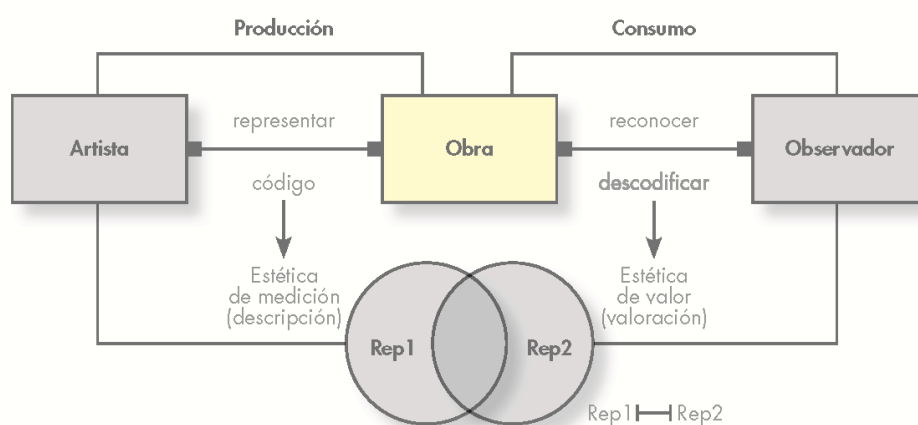 Producción
Consumo
Artista
representar
Obra
reconocer
Observador
código
descodificar
Estética
de medición
(descripción)
Estética
de valor
(valoración)
Rep1
Rep2
Rep1 Rep2